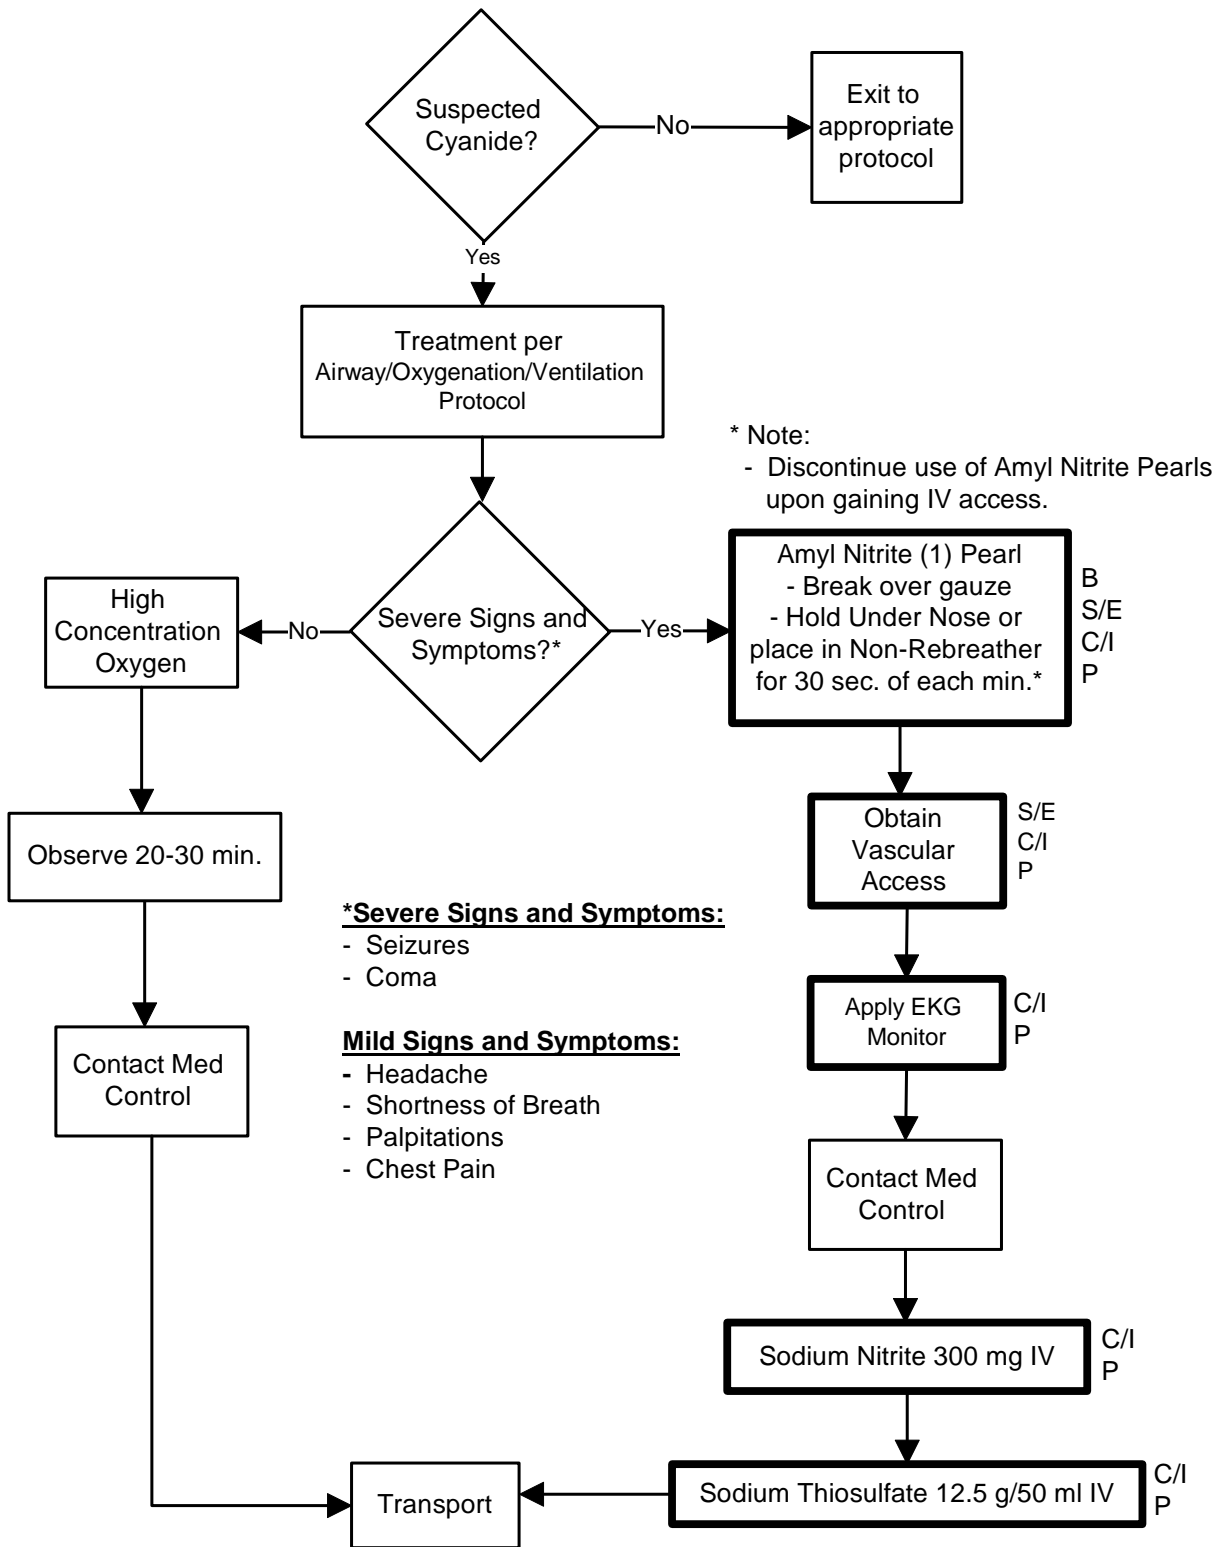 Suspected
Cyanide?
No
Exit to
appropriate
protocol
Yes
Treatment per
Airway/Oxygenation/Ventilation
Protocol
* Note:
- Discontinue use of Amyl Nitrite Pearls
upon gaining IV access.
Severe Signs and
Symptoms?*
No
High
Concentration
Oxygen
Yes
Amyl Nitrite (1) Pearl
- Break over gauze
- Hold Under Nose or
place in Non-Rebreather
for 30 sec. of each min.*
B
S/E
C/I
P
Observe 20-30 min.
Obtain
Vascular
Access
S/E
C/I
P
*Severe Signs and Symptoms:
- Seizures
- Coma
Mild Signs and Symptoms:
- Headache
- Shortness of Breath
- Palpitations
- Chest Pain
Apply EKG
Monitor
C/I
P
Contact Med
Control
Contact Med
Control
Sodium Nitrite 300 mg IV
C/I
P
Sodium Thiosulfate 12.5 g/50 ml IV
C/I
P
Transport